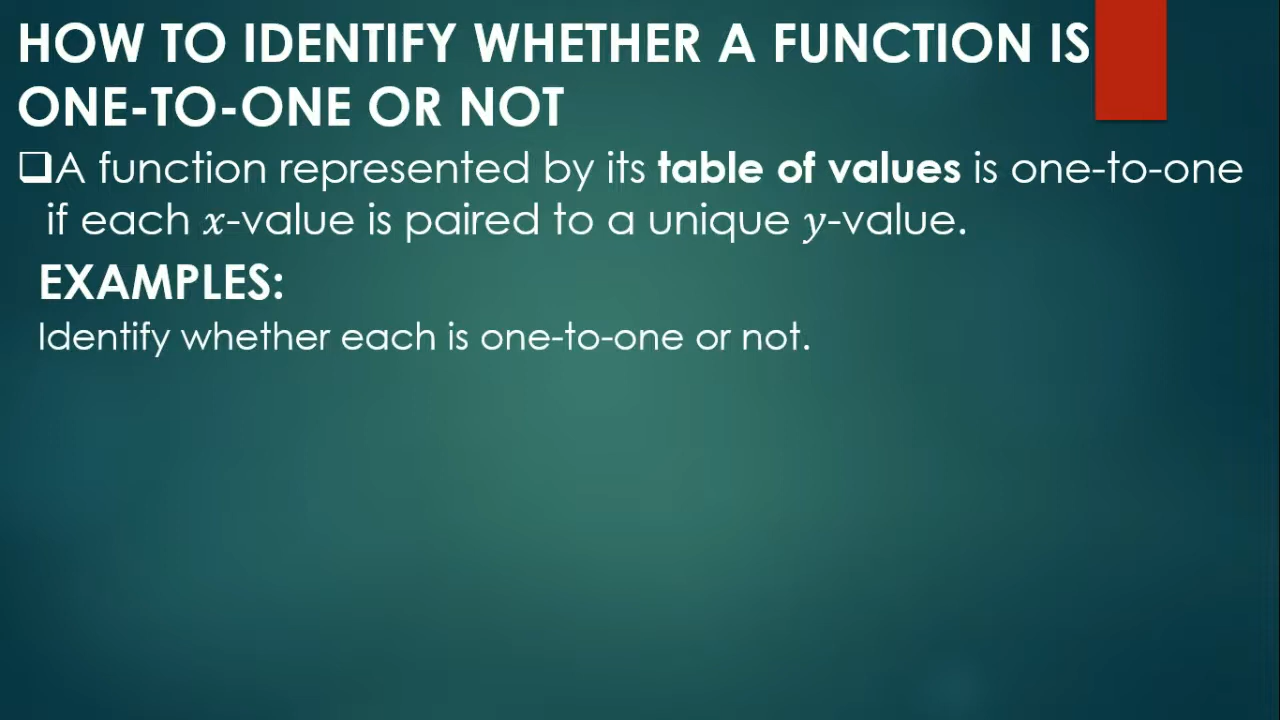 HOW TO IDENTIFY WHETHER A FUNCTION IS
ONE-TO-ONE OR NOT
❑A function represented by its table of values is one-to-one
if each x-value is paired to a unique y-value.
EXAMPLES:
Identify whether each is one-to-one or not.